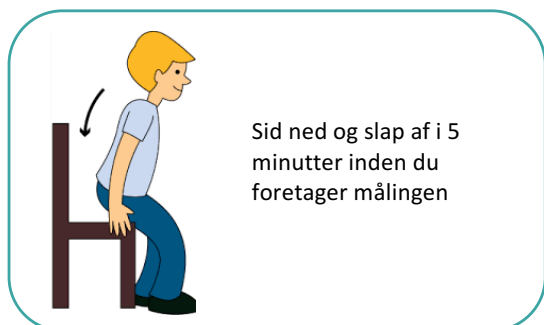 Sid ned og slap af i 5
minutter inden du
foretager målingen